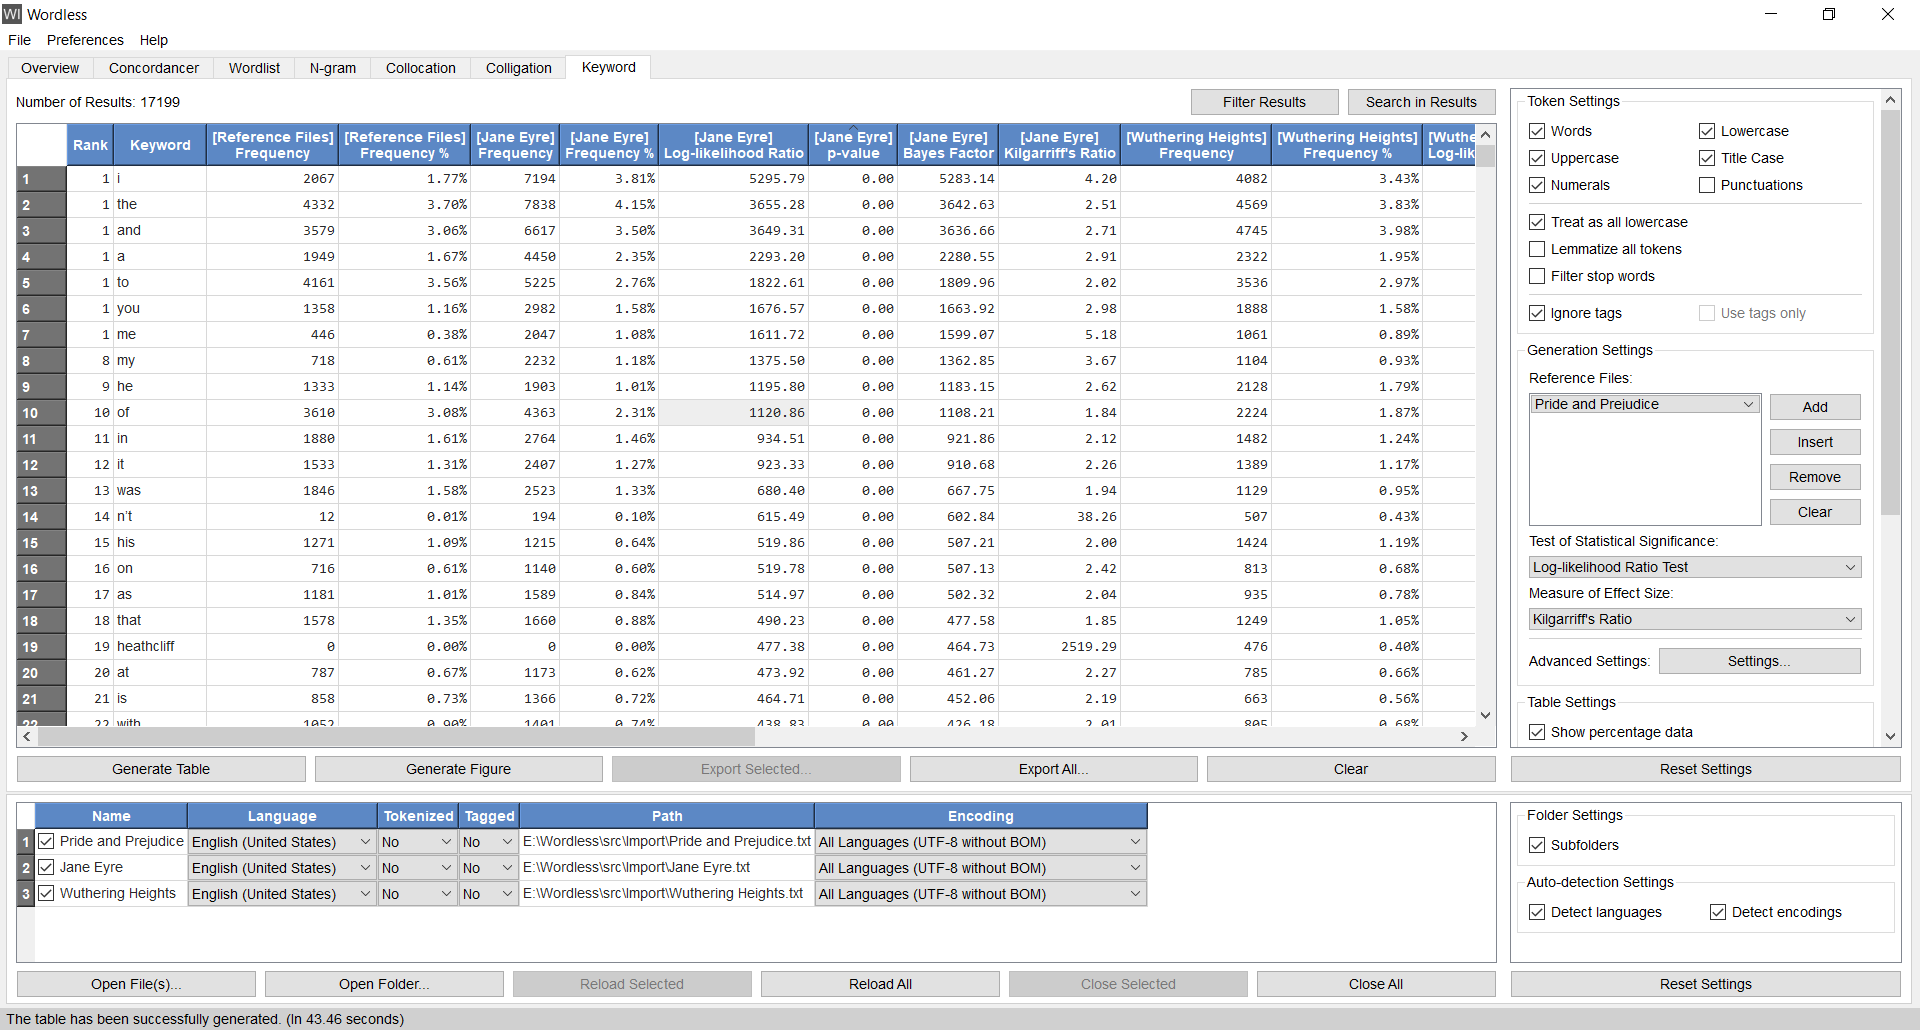 WI Wordless
File Preferences Help
Overview Concordancer Wordlist N-gram Collocation Colligation Keyword
Number of Results: 17199 Filter Results Search in Results
Rank Keyword [Reference Files] Frequency [Reference Files] Frequency % [Jane Eyre] Frequency [Jane Eyre] Frequency % [Jane Eyre] Log-likelihood Ratio [Jane Eyre] p-value [Jane Eyre] Bayes Factor [Jane Eyre] Kilgarriff's Ratio [Wuthering Heights] Frequency [Wuthering Heights] Frequency % [Wuthe Log-lik
1 1 i 2067 1.77% 7194 3.81% 5295.79 0.00 5283.14 4.20 4082 3.43%
2 1 the 4332 3.70% 7838 4.15% 3655.28 0.00 3642.63 2.51 4569 3.83%
3 1 and 3579 3.06% 6617 3.50% 3649.31 0.00 3636.66 2.71 4745 3.98%
4 1 a 1949 1.67% 4450 2.35% 2293.20 0.00 2280.55 2.91 2322 1.95%
5 1 to 4161 3.56% 5225 2.76% 1822.61 0.00 1809.96 2.02 3536 2.97%
6 1 you 1358 1.16% 2982 1.58% 1676.57 0.00 1663.92 2.98 1888 1.58%
7 1 me 446 0.38% 2047 1.08% 1611.72 0.00 1599.07 5.18 1061 0.89%
8 8 my 718 0.61% 2232 1.18% 1375.50 0.00 1362.85 3.67 1104 0.93%
9 9 he 1333 1.14% 1903 1.01% 1195.80 0.00 1183.15 2.62 2128 1.79%
10 10 of 3610 3.08% 4363 2.31% 1120.86 0.00 1108.21 1.84 2224 1.87%
11 11 in 1880 1.61% 2764 1.46% 934.51 0.00 921.86 2.12 1482 1.24%
12 12 it 1533 1.31% 2407 1.27% 923.33 0.00 910.68 2.26 1389 1.17%
13 13 was 1846 1.58% 2523 1.33% 680.40 0.00 667.75 1.94 1129 0.95%
14 14 n't 12 0.01% 194 0.10% 615.49 0.00 602.84 38.26 507 0.43%
15 15 his 1271 1.09% 1215 0.64% 519.86 0.00 507.21 2.00 1424 1.19%
16 16 on 716 0.61% 1140 0.60% 519.78 0.00 507.13 2.42 813 0.68%
17 17 as 1181 1.01% 1589 0.84% 514.97 0.00 502.32 2.04 935 0.78%
18 18 that 1578 1.35% 1660 0.88% 490.23 0.00 477.58 1.85 1249 1.05%
19 19 heathcliff 0 0.00% 0 0.00% 477.38 0.00 464.73 2519.29 476 0.40%
20 20 at 787 0.67% 1173 0.62% 473.92 0.00 461.27 2.27 785 0.66%
21 21 is 858 0.73% 1366 0.72% 464.71 0.00 452.06 2.19 663 0.56%
22 22 with 1052 0.90% 1401 0.74% 438.83 0.00 426.18 2.01 805 0.68%
Generate Table Generate Figure Export Selected... Export All... Clear
Token Settings
Words Lowercase
Uppercase Title Case
Numerals Punctuations
Treat as all lowercase
Lemmatize all tokens
Filter stop words
Ignore tags Use tags only
Generation Settings
Reference Files:
Pride and Prejudice Add
Insert
Remove
Clear
Test of Statistical Significance:
Log-likelihood Ratio Test
Measure of Effect Size:
Kilgarriff's Ratio
Advanced Settings: Settings...
Table Settings
Show percentage data
Reset Settings
Name Language Tokenized Tagged Path Encoding
1 Pride and Prejudice English (United States) No No E:\Wordless\src\Import\Pride and Prejudice.txt All Languages (UTF-8 without BOM)
2 Jane Eyre English (United States) No No E:\Wordless\src\Import\Jane Eyre.txt All Languages (UTF-8 without BOM)
3 Wuthering Heights English (United States) No No E:\Wordless\src\Import\Wuthering Heights.txt All Languages (UTF-8 without BOM)
Open File(s)... Open Folder... Reload Selected Reload All Close Selected Close All
Folder Settings
Subfolders
Auto-detection Settings
Detect languages Detect encodings
Reset Settings
The table has been successfully generated. (In 43.46 seconds)